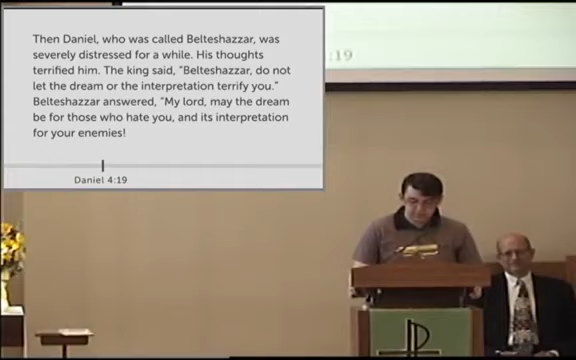 Then Daniel, who was called Belteshazzar, was
severely distressed for a while. His thoughts
terrified him. The king said, “Belteshazzar, do not
let the dream or the interpretation terrify you.”
Belteshazzar answered, “My lord, may the dream
be for those who hate you, and its interpretation
for your enemies!
Daniel 4:19
:19